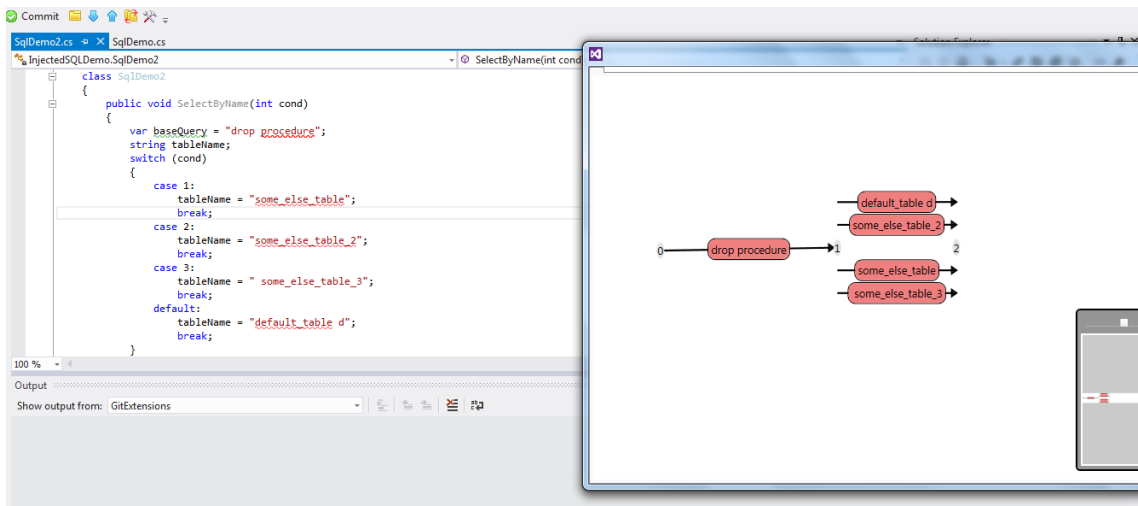 Commit
SqlDemo2.cs SqlDemo.cs
InjectedSQLDemo.SqlDemo2 SelectByName(int cond
class SqlDemo2
{
public void SelectByName(int cond)
{
var baseQuery = "drop procedure";
string tableName;
switch (cond)
{
case 1:
tableName = "some_else_table";
break;
case 2:
tableName = "some_else_table_2";
break;
case 3:
tableName = " some_else_table_3";
break;
default:
tableName = "default_table d";
break;
}
100 %
Output
Show output from: GitExtensions
Solution Explorer
default_table d
some_else_table_2
0 drop procedure 1 2
some_else_table
some_else_table_3